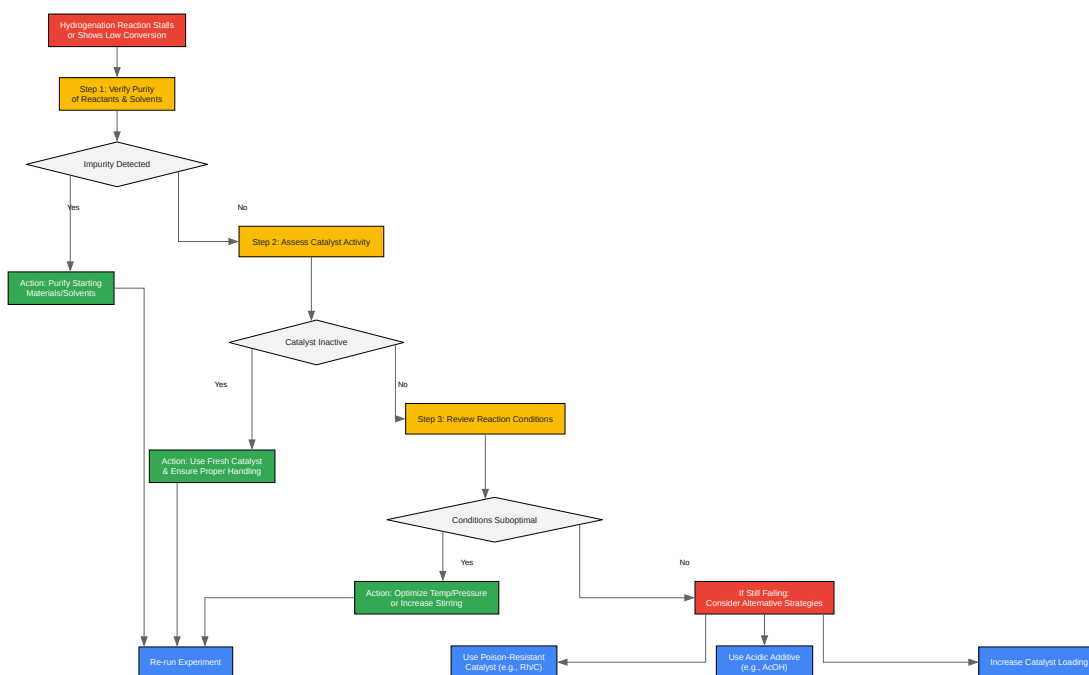 Hydrogenation Reaction Stalls
or Shows Low Conversion
Step 1: Verify Purity
of Reactants & Solvents
Impurity Detected
Yes
No
Step 2: Assess Catalyst Activity
Action: Purify Starting
Materials/Solvents
Catalyst Inactive
Yes
No
Step 3: Review Reaction Conditions
Action: Use Fresh Catalyst
& Ensure Proper Handling
Conditions Suboptimal
Yes
No
Action: Optimize Temp/Pressure
or Increase Stirring
If Still Failing:
Consider Alternative Strategies
Re-run Experiment
Use Poison-Resistant
Catalyst (e.g., Rh/C)
Use Acidic Additive
(e.g., AcOH)
Increase Catalyst Loading